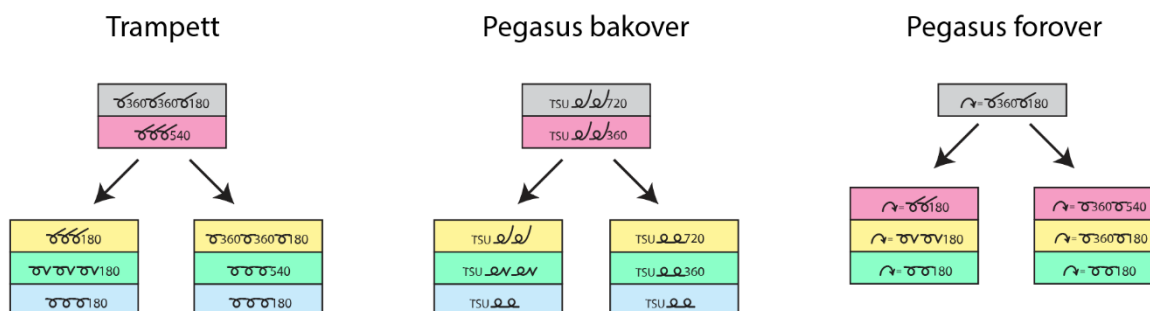 Trampett
360 360 180
540
180
180
180
360 360 180
540
180
Pegasus bakover
TSU 720
TSU 360
TSU
TSU
TSU
TSU 720
TSU 360
TSU
Pegasus forover
= 360 180
= 180
= 180
= 180
= 360 540
= 360 180
= 180